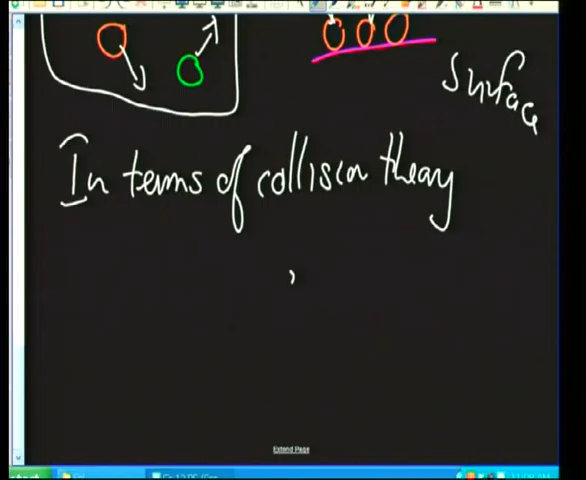 Surface
In terms of collision theory
Extend Page